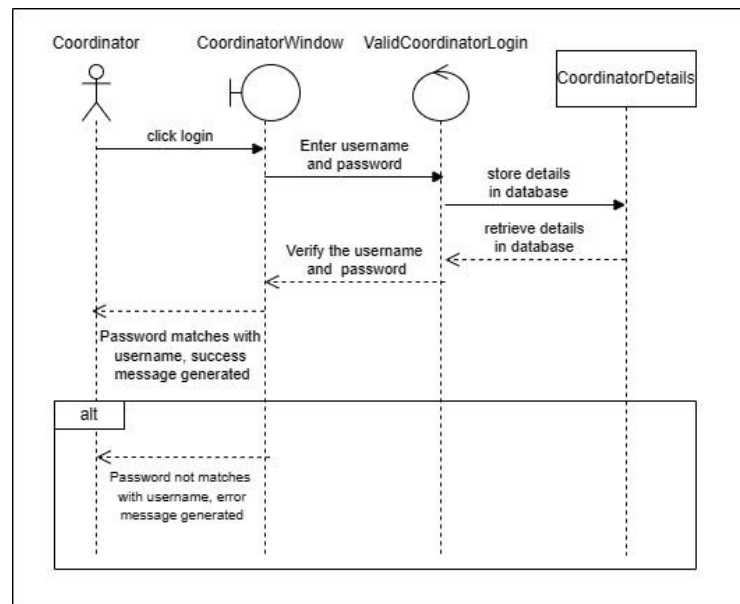 Coordinator
CoordinatorWindow
ValidCoordinatorLogin
CoordinatorDetails
click login
Enter username
and password
store details
in database
retrieve details
in database
Verify the username
and password
Password matches with
username, success
message generated
alt
Password not matches
with username, error
message generated